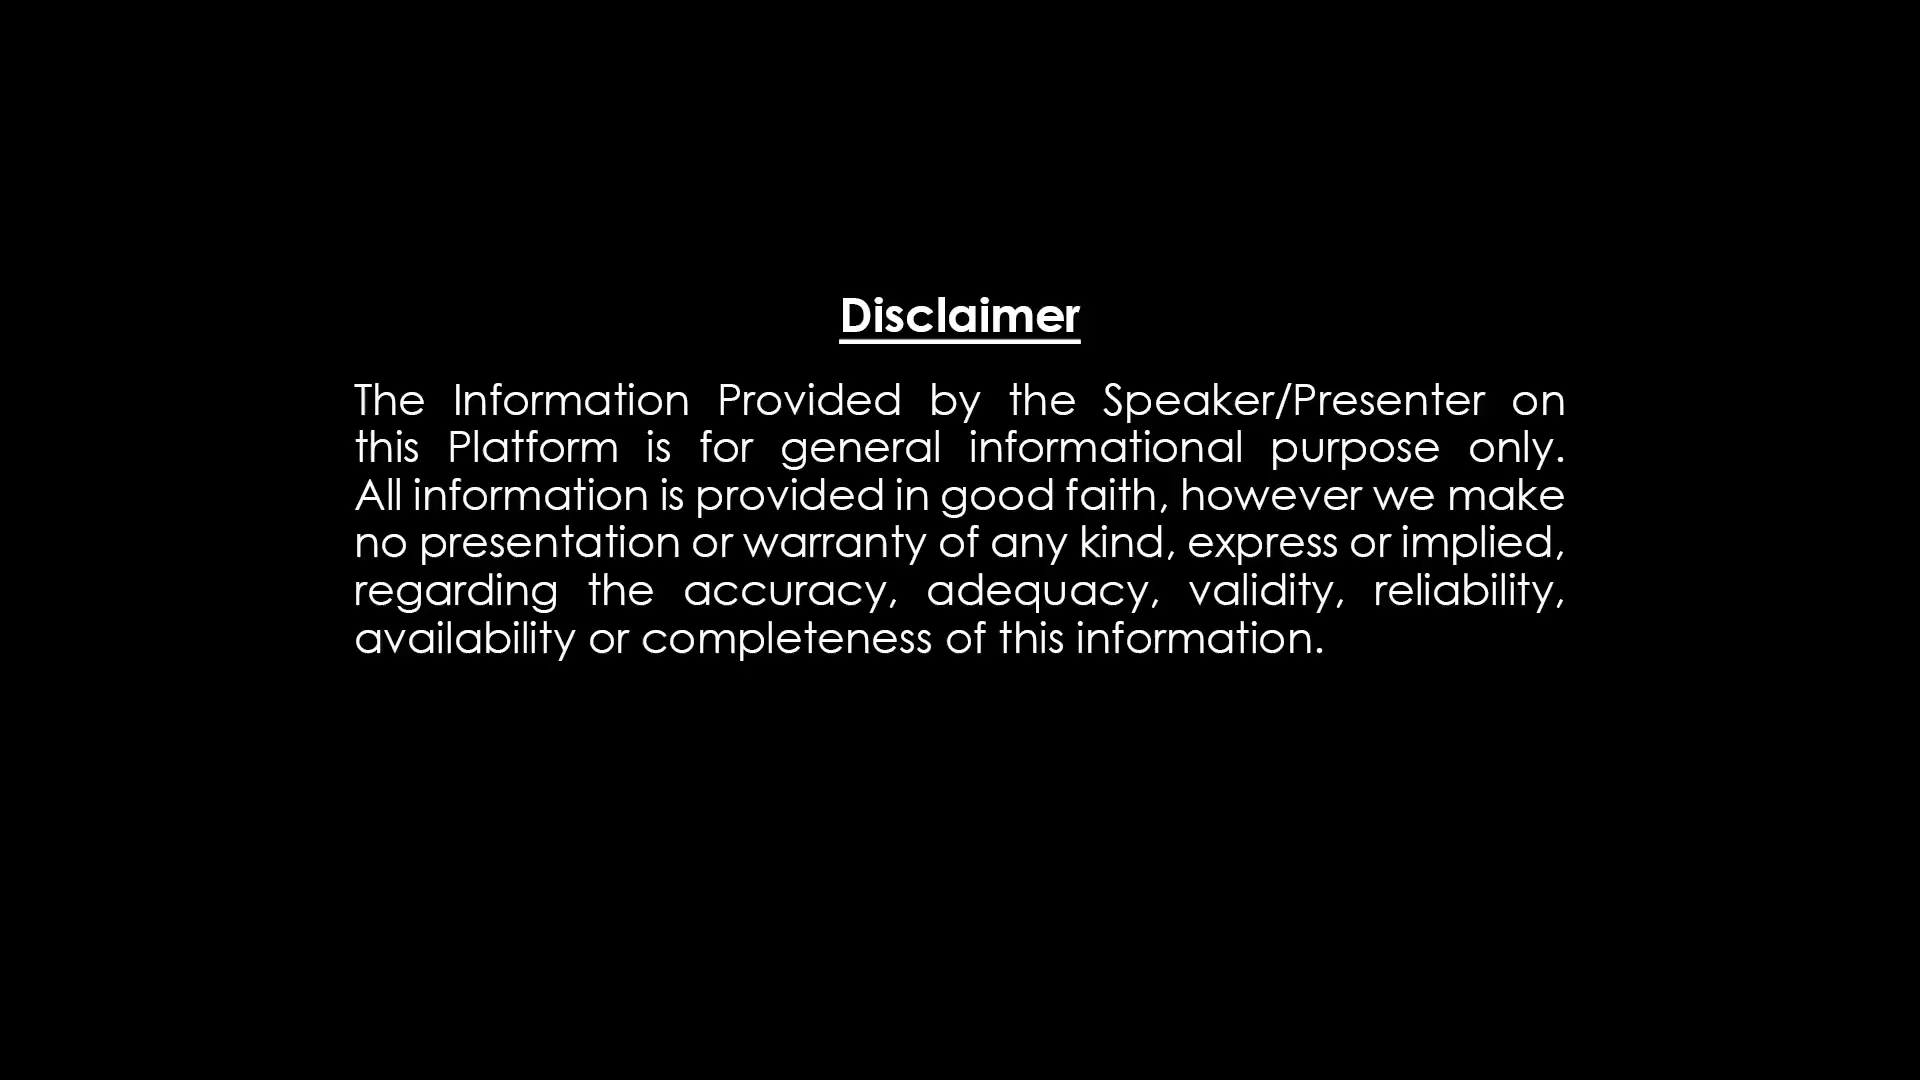 Disclaimer
The Information Provided by the Speaker/Presenter on
this Platform is for general informational purpose only.
All information is provided in good faith, however we make
no presentation or warranty of any kind, express or implied,
regarding the accuracy, adequacy, validity, reliability,
availability or completeness of this information.